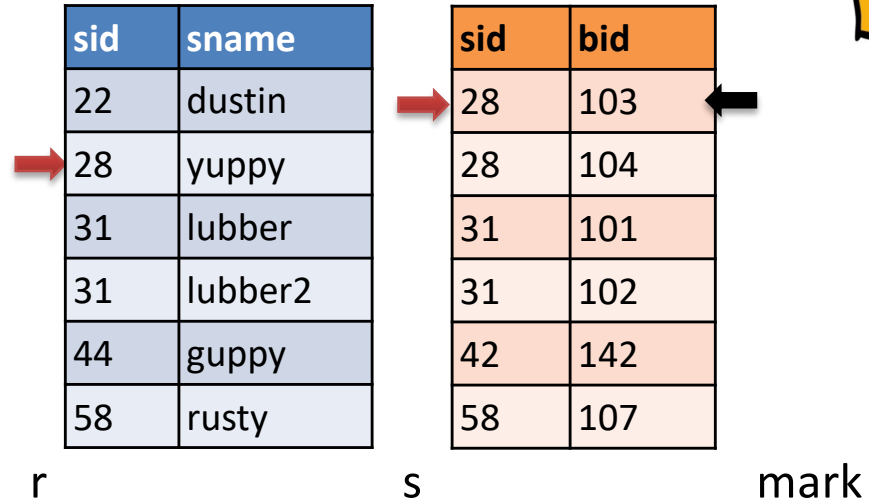 sid sname sid bid
22 dustin 28 103
28 yuppy 28 104
31 lubber 31 101
31 lubber2 31 102
44 guppy 42 142
58 rusty 58 107
r s mark